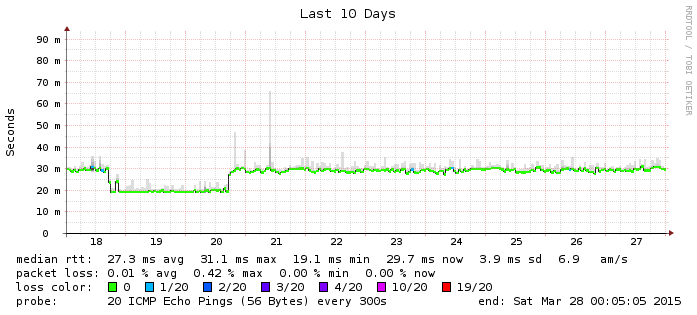 Last 10 Days
RRDTOOL / TOBI OETIKER
Seconds
90 m
80 m
70 m
60 m
50 m
40 m
30 m
20 m
10 m
0
18 19 20 21 22 23 24 25 26 27
median rtt: 27.3 ms avg 31.1 ms max 19.1 ms min 29.7 ms now 3.9 ms sd 6.9 am/s
packet loss: 0.01 % avg 0.42 % max 0.00 % min 0.00 % now
loss color: 0 1/20 2/20 3/20 4/20 10/20 19/20
probe: 20 ICMP Echo Pings (56 Bytes) every 300s end: Sat Mar 28 00:05:05 2015